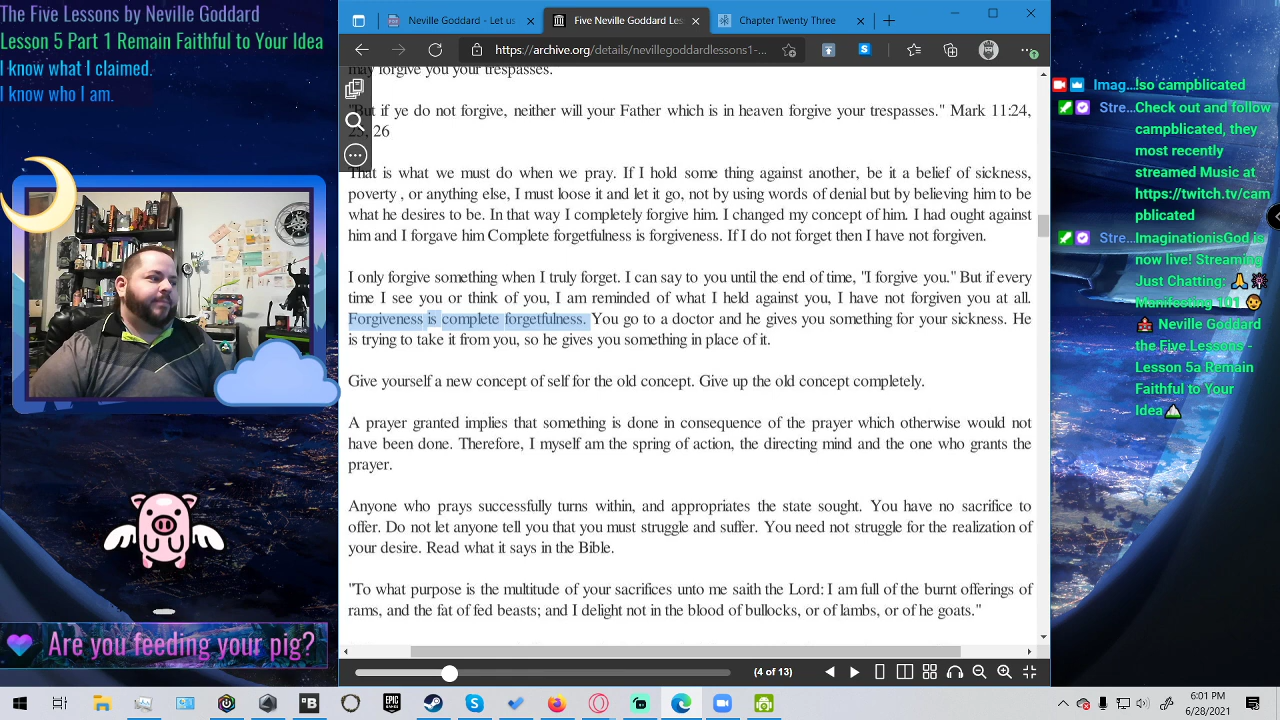 The Five Lessons by Neville Goddard
Lesson 5 Part 1 Remain Faithful to Your Idea
I know what I claimed.
I know who I am.
Neville Goddard - Let us
Five Neville Goddard Les
Chapter Twenty Three
https://archive.org/details/nevillegoddardlessons1-...
may forgive you your trespasses.
"But if ye do not forgive, neither will your Father which is in heaven forgive your trespasses." Mark 11:24,
25, 26
That is what we must do when we pray. If I hold some thing against another, be it a belief of sickness,
poverty , or anything else, I must loose it and let it go, not by using words of denial but by believing him to be
what he desires to be. In that way I completely forgive him. I changed my concept of him. I had ought against
him and I forgave him Complete forgetfulness is forgiveness. If I do not forget then I have not forgiven.
I only forgive something when I truly forget. I can say to you until the end of time, "I forgive you." But if every
time I see you or think of you, I am reminded of what I held against you, I have not forgiven you at all.
Forgiveness is complete forgetfulness. You go to a doctor and he gives you something for your sickness. He
is trying to take it from you, so he gives you something in place of it.
Give yourself a new concept of self for the old concept. Give up the old concept completely.
A prayer granted implies that something is done in consequence of the prayer which otherwise would not
have been done. Therefore, I myself am the spring of action, the directing mind and the one who grants the
prayer.
Anyone who prays successfully turns within, and appropriates the state sought. You have no sacrifice to
offer. Do not let anyone tell you that you must struggle and suffer. You need not struggle for the realization of
your desire. Read what it says in the Bible.
"To what purpose is the multitude of your sacrifices unto me saith the Lord: I am full of the burnt offerings of
rams, and the fat of fed beasts; and I delight not in the blood of bullocks, or of lambs, or of he goats."
(4 of 13)
Imag... !so campblicated
Stre... Check out and follow
campblicated, they
most recently
streamed Music at
https://twitch.tv/cam
pblicated
Stre... ImaginationisGod is
now live! Streaming
Just Chatting: 🙏
Manifesting 101
Neville Goddard
the Five Lessons -
Lesson 5a Remain
Faithful to Your
Idea
Are you feeding your pig?
EPIC
GAMES
6:01 PM
6/28/2021